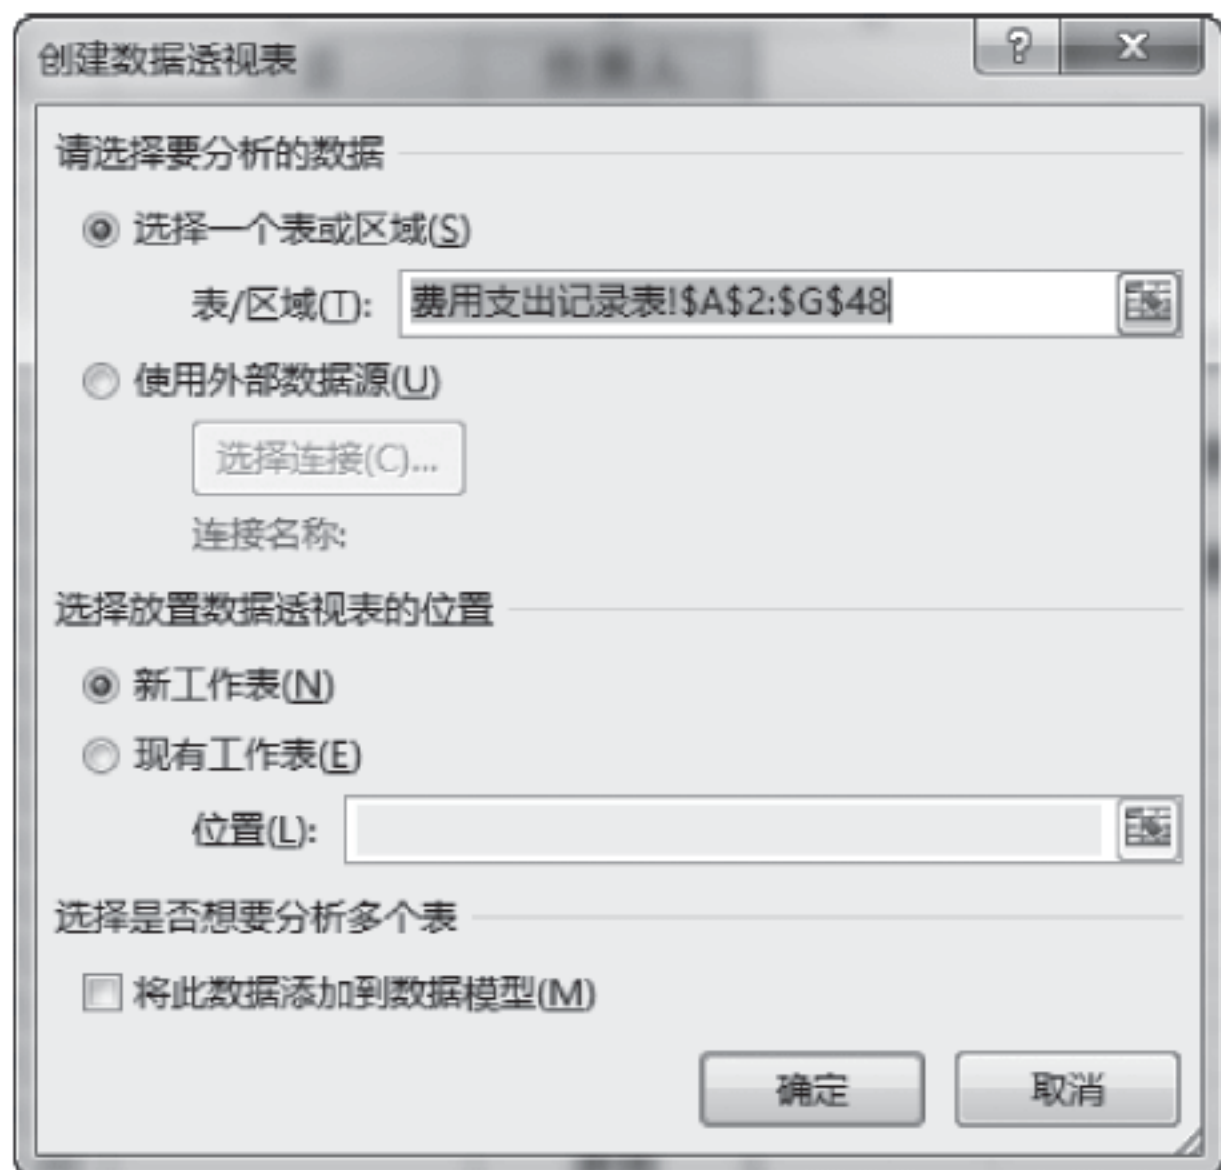 创建数据透视表
请选择要分析的数据
选择一个表或区域(S)
表/区域(T): 费用支出记录表!$A$2:$G$48
使用外部数据源(U)
选择连接(C)...
连接名称:
选择放置数据透视表的位置
新工作表(N)
现有工作表(E)
位置(L):
选择是否想要分析多个表
将此数据添加到数据模型(M)
确定 取消